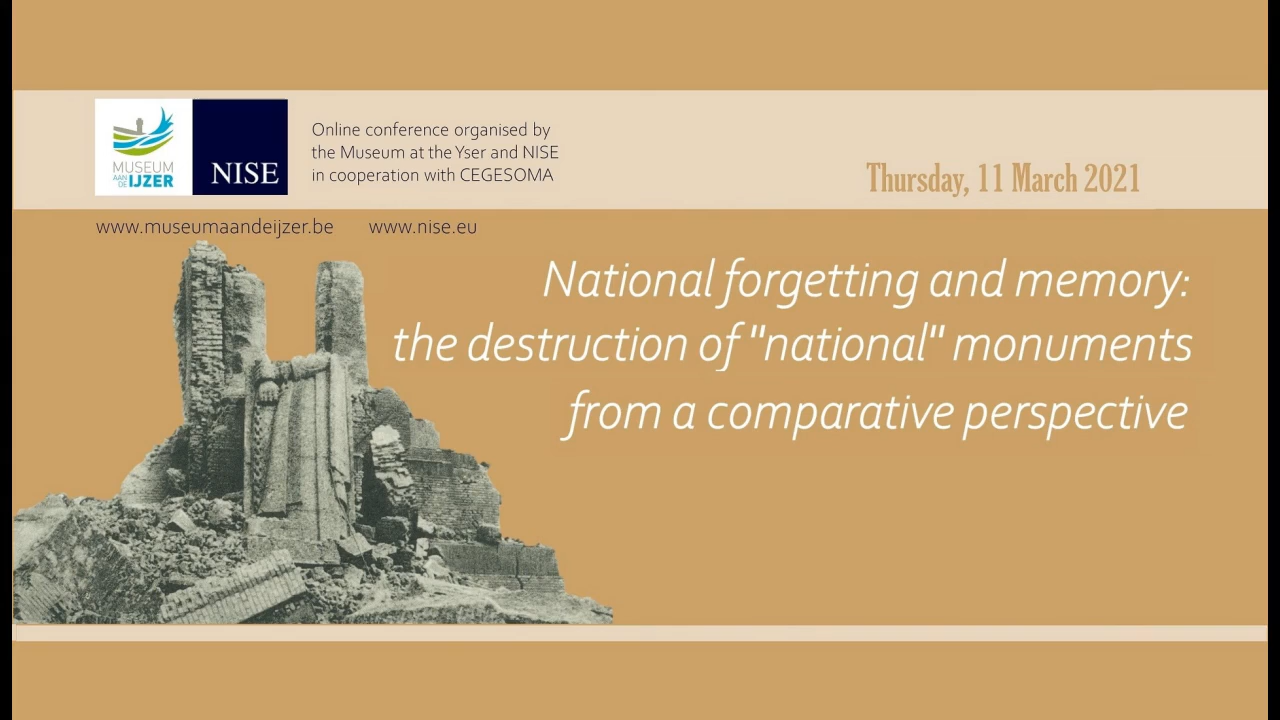 MUSEUM
AAN DE IJZER
NISE
Online conference organised by
the Museum at the Yser and NISE
in cooperation with CEGESOMA
Thursday, 11 March 2021
www.museumaandeijzer.be www.nise.eu
National forgetting and memory:
the destruction of "national" monuments
from a comparative perspective